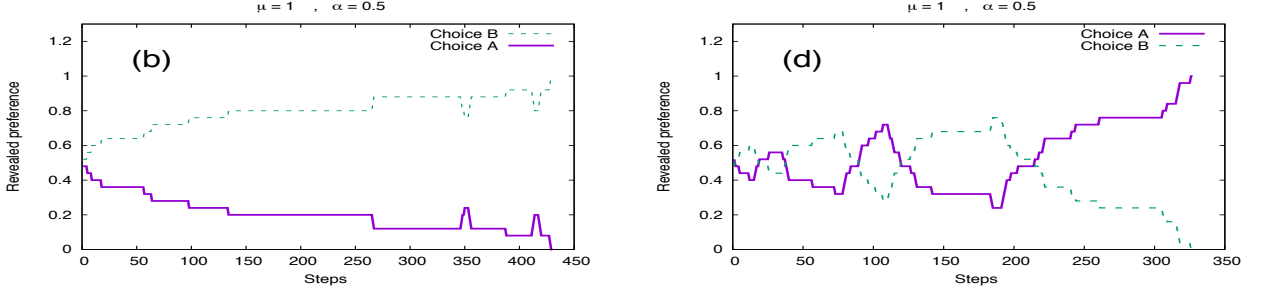 μ = 1 , α = 0.5
Revealed preference
1.2
1
0.8
0.6
0.4
0.2
0
(b)
Choice B
Choice A
0 50 100 150 200 250 300 350 400 450
Steps
μ = 1 , α = 0.5
Revealed preference
1.2
1
0.8
0.6
0.4
0.2
0
(d)
Choice A
Choice B
0 50 100 150 200 250 300 350
Steps